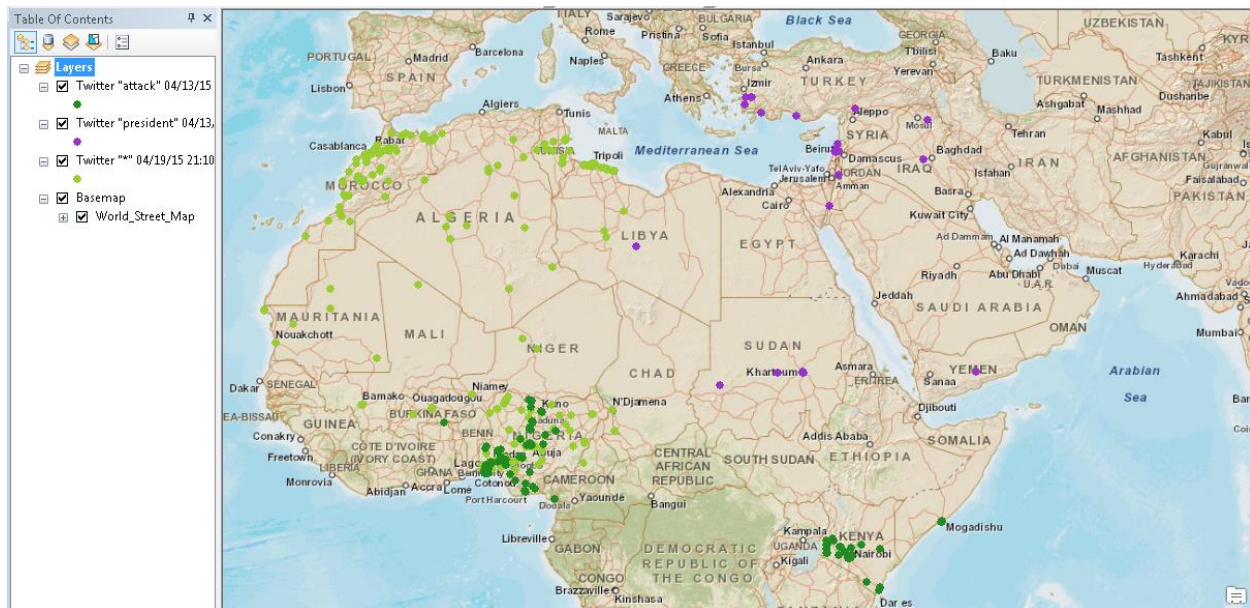 Table Of Contents
Layers
Twitter "attack" 04/13/15
Twitter "president" 04/13,
Twitter "*" 04/19/15 21:10
Basemap
World_Street_Map
ITALY
Sarajevo
Pristina
BULGARIA
Sofia
Black Sea
GEORGIA
Tbilisi
UZBEKISTAN
Tashkent
PORTUGAL
Madrid
Barcelona
Rome
Naples
Istanbul
Bursa
Ankara
Yerevan
Baku
TURKMENISTAN
TAJIKISTAN
Dushanbe
SPAIN
Lisbon
GREECE
Izmir
TURKEY
Athens
Ashgabat
Mashhad
Algiers
Tunis
MALTA
Aleppo
SYRIA
Mosul
Tehran
Kabul
Casablanca
Rabat
TUNISIA
Tripoli
Mediterranean Sea
Beirut
Damascus
Baghdad
IRAQ
Isfahan
IRAN
AFGHANISTAN
Faisalabad
Tel Aviv-Yafo
Jerusalem
JORDAN
Amman
MOROCCO
Alexandria
Cairo
Basra
PAKISTAN
ALGERIA
LIBYA
EGYPT
Kuwait City
Ad Dammam
Al Manamah
Ad Dawhah
Abu Dhabi
Dubai
U.A.R.
Muscat
Hyderabad
Karachi
Riyadh
Ahmadabad
Jeddah
SAUDI ARABIA
MAURITANIA
Nouakchott
MALI
NIGER
CHAD
SUDAN
OMAN
Mumbai
Khartoum
Asmara
ERITREA
Sanaa
YEMEN
Arabian
Sea
Dakar
SENEGAL
Bamako
Niamey
Ouagadougou
BURKINA FASO
Kano
N'Djamena
Djibouti
EA-BISSAU
GUINEA
BENIN
Kaduna
NIGERIA
Abuja
Addis Ababa
ETHIOPIA
SOMALIA
Conakry
Freetown
CÔTE D'IVOIRE
(IVORY COAST)
GHANA
CENTRAL
AFRICAN
REPUBLIC
SOUTH SUDAN
LIBERIA
Monrovia
Abidjan
Accra
Lome
Cotonou
Port Harcourt
CAMEROON
Douala
Yaounde
Bangui
Mogadishu
Libreville
GABON
Kampala
UGANDA
KENYA
Nairobi
Kigali
DEMOCRATIC
REPUBLIC OF
THE CONGO
CONGO
Brazzaville
Kinshasa
TANZANIA
Dar es